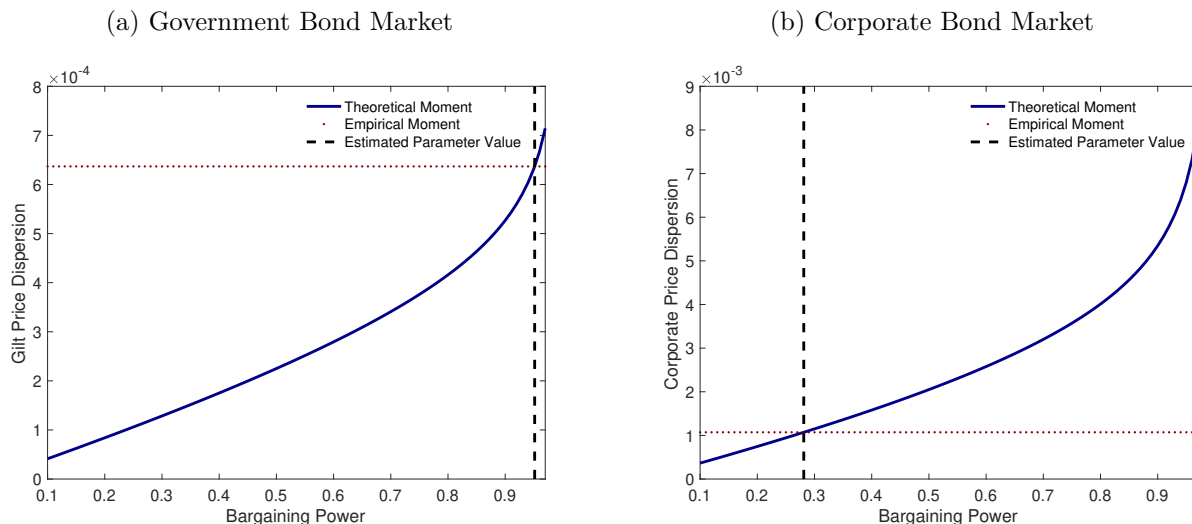 (a) Government Bond Market
×10⁻⁴
8
7
6
5
4
3
2
1
0
Gilt Price Dispersion
Theoretical Moment
Empirical Moment
Estimated Parameter Value
0.1 0.2 0.3 0.4 0.5 0.6 0.7 0.8 0.9
Bargaining Power
(b) Corporate Bond Market
×10⁻³
9
8
7
6
5
4
3
2
1
0
Corporate Price Dispersion
Theoretical Moment
Empirical Moment
Estimated Parameter Value
0.1 0.2 0.3 0.4 0.5 0.6 0.7 0.8 0.9
Bargaining Power